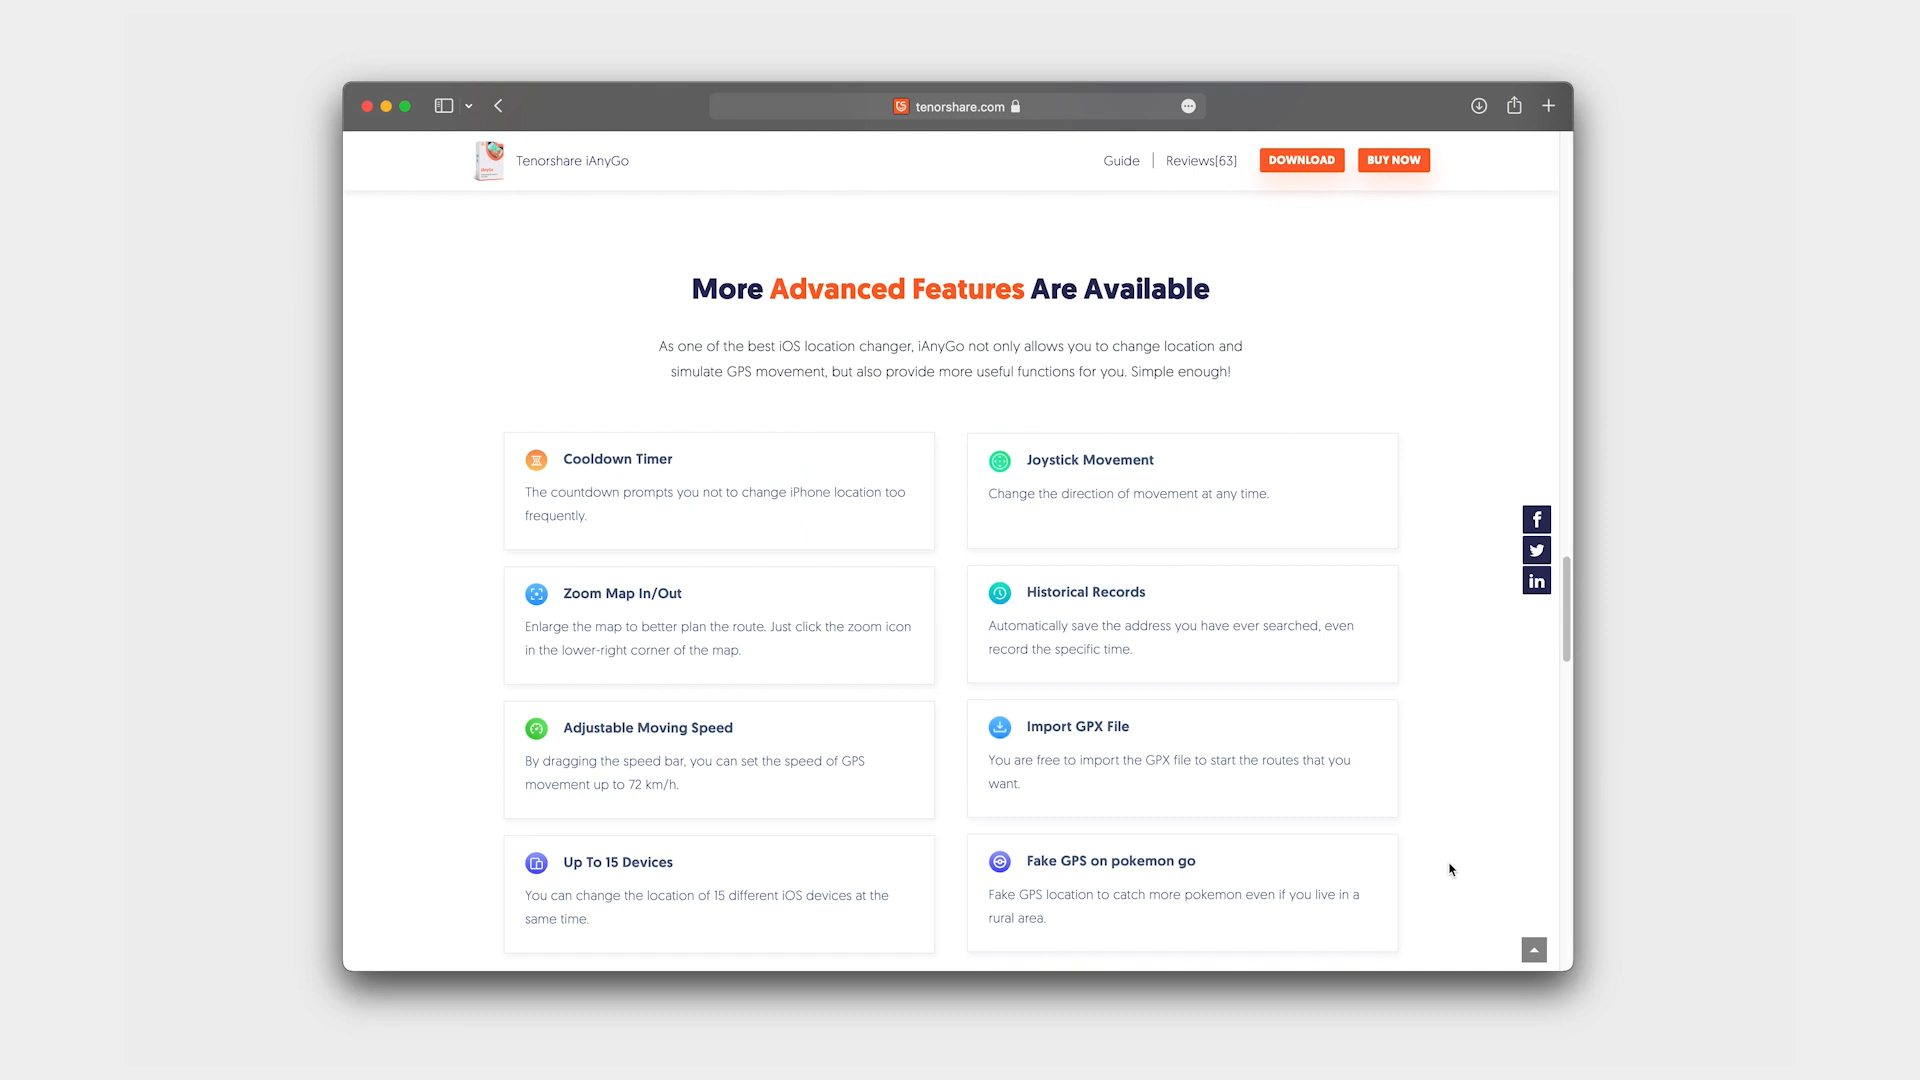 tenorshare.com
Tenorshare iAnyGo
Guide
Reviews[63]
DOWNLOAD
BUY NOW
More Advanced Features Are Available
As one of the best iOS location changer, iAnyGo not only allows you to change location and
simulate GPS movement, but also provide more useful functions for you. Simple enough!
Cooldown Timer
The countdown prompts you not to change iPhone location too
frequently.
Joystick Movement
Change the direction of movement at any time.
Zoom Map In/Out
Enlarge the map to better plan the route. Just click the zoom icon
in the lower-right corner of the map.
Historical Records
Automatically save the address you have ever searched, even
record the specific time.
Adjustable Moving Speed
By dragging the speed bar, you can set the speed of GPS
movement up to 72 km/h.
Import GPX File
You are free to import the GPX file to start the routes that you
want.
Up To 15 Devices
You can change the location of 15 different iOS devices at the
same time.
Fake GPS on pokemon go
Fake GPS location to catch more pokemon even if you live in a
rural area.
f
in